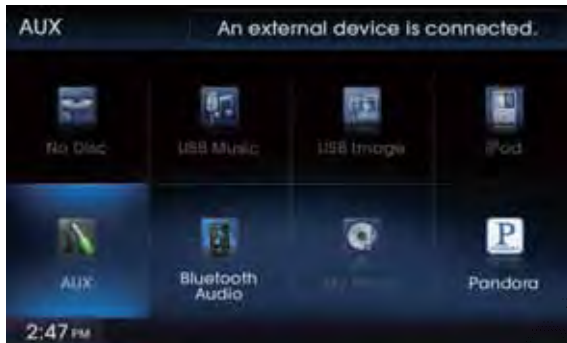 AUX
An external device is connected.
No Disc
USB Music
USB Image
iPod
AUX
Bluetooth
Audio
P
Pandora
2:47 PM